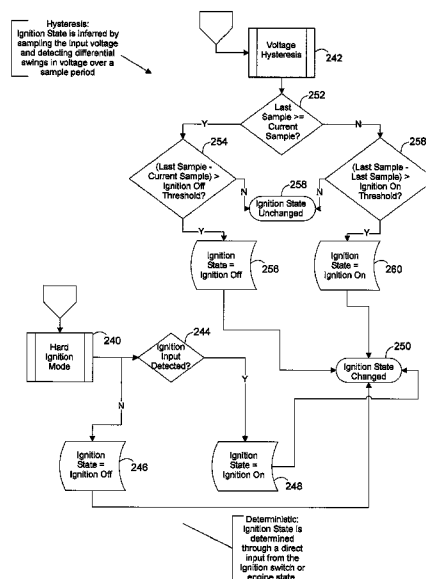 Hysteresis:
Ignition State is inferred by
sampling the input voltage
and detecting differential
swings in voltage over a
sample period
Voltage
Hysteresis
242
252
Last
Sample >=
Current
Sample?
Y
N
254
(Last Sample -
Current Sample) >
Ignition Off
Threshold?
N
258
Ignition State
Unchanged
N
258
(Last Sample -
Last Sample) >
Ignition On
Threshold?
Y
Y
Ignition
State =
Ignition Off
256
Ignition
State =
Ignition On
260
240
Hard
Ignition
Mode
244
Ignition
Input
Detected?
250
Ignition State
Changed
N
Y
Ignition
State =
Ignition Off
246
Ignition
State =
Ignition On
248
Deterministic:
Ignition State is
determined
through a direct
input from the
Ignition switch or
engine state